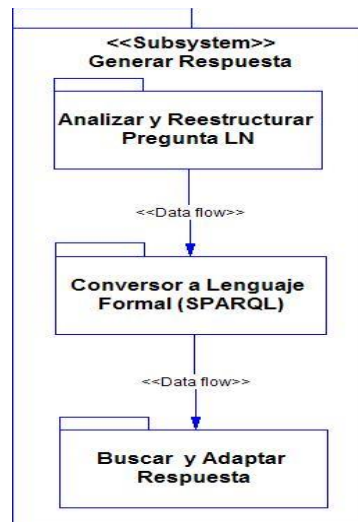 <<Subsystem>>
Generar Respuesta
Analizar y Reestructurar
Pregunta LN
<<Data flow>>
Conversor a Lenguaje
Formal (SPARQL)
<<Data flow>>
Buscar y Adaptar
Respuesta